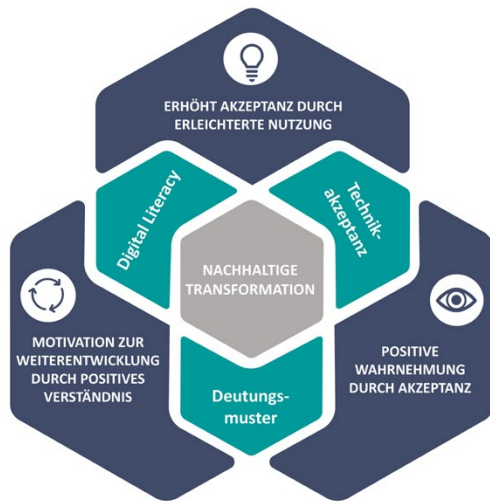 ERHÖHT AKZEPTANZ DURCH
ERLEICHTERTE NUTZUNG
Digital Literacy
Technik-
akzeptanz
NACHHALTIGE
TRANSFORMATION
MOTIVATION ZUR
WEITERENTWICKLUNG
DURCH POSITIVES
VERSTÄNDNIS
POSITIVE
WAHRNEHMUNG
DURCH AKZEPTANZ
Deutungs-
muster